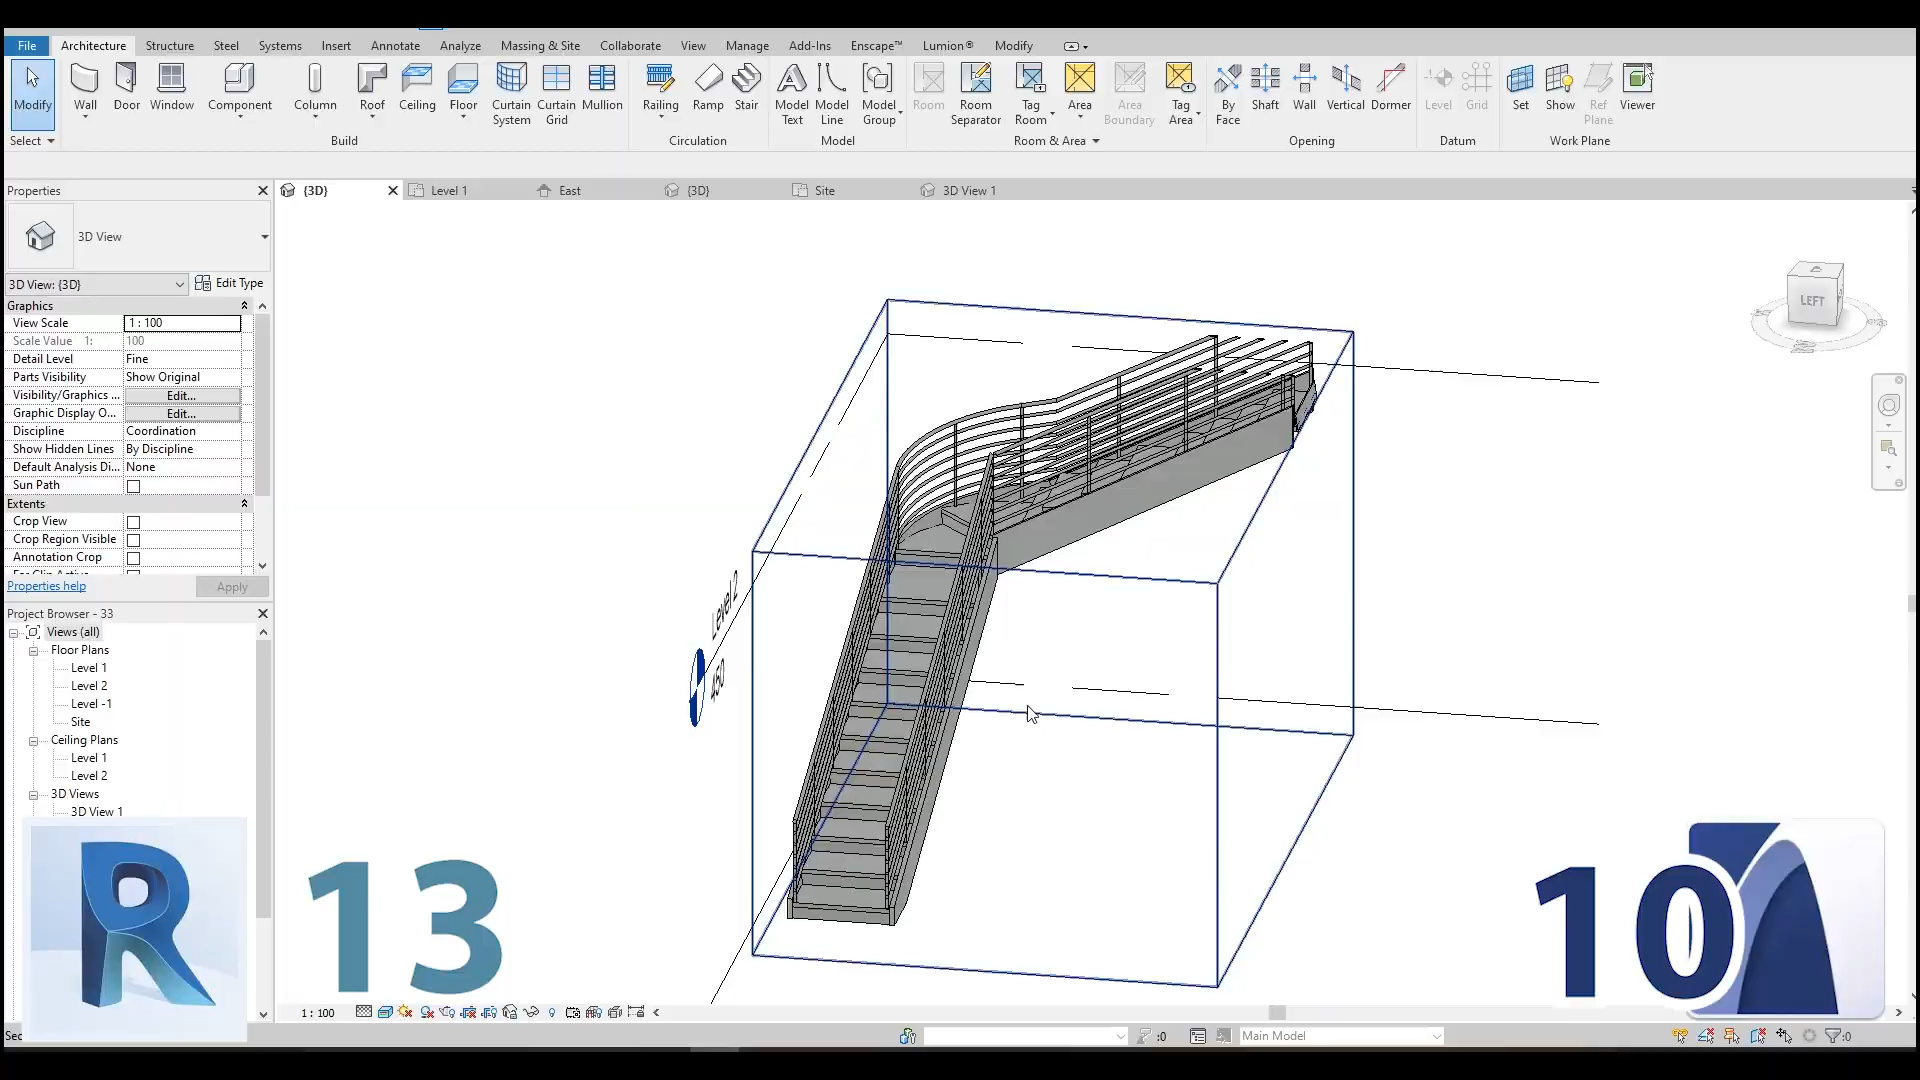 File Architecture Structure Steel Systems Insert Annotate Analyze Massing & Site Collaborate View Manage Add-Ins Enscape™ Lumion® Modify
Modify Wall Door Window Component Column Roof Ceiling Floor Curtain System Curtain Grid Mullion Railing Ramp Stair Model Text Model Line Model Group Room Room Separator Tag Room Area Area Boundary Tag Area By Face Shaft Wall Vertical Dormer Level Grid Set Show Ref Plane Viewer
Select Build Circulation Model Room & Area Opening Datum Work Plane
Properties
{3D} Level 1 East {3D} Site 3D View 1
3D View
3D View: {3D} Edit Type
Graphics
View Scale 1 : 100
Scale Value 1: 100
Detail Level Fine
Parts Visibility Show Original
Visibility/Graphics ... Edit...
Graphic Display O... Edit...
Discipline Coordination
Show Hidden Lines By Discipline
Default Analysis Di... None
Sun Path
Extents
Crop View
Crop Region Visible
Annotation Crop
Properties help Apply
Project Browser - 33
Views (all)
Floor Plans
Level 1
Level 2
Level -1
Site
Ceiling Plans
Level 1
Level 2
3D Views
3D View 1
LEFT
Level 2
450
R
13
10
1 : 100
Sec
:0
Main Model
:0